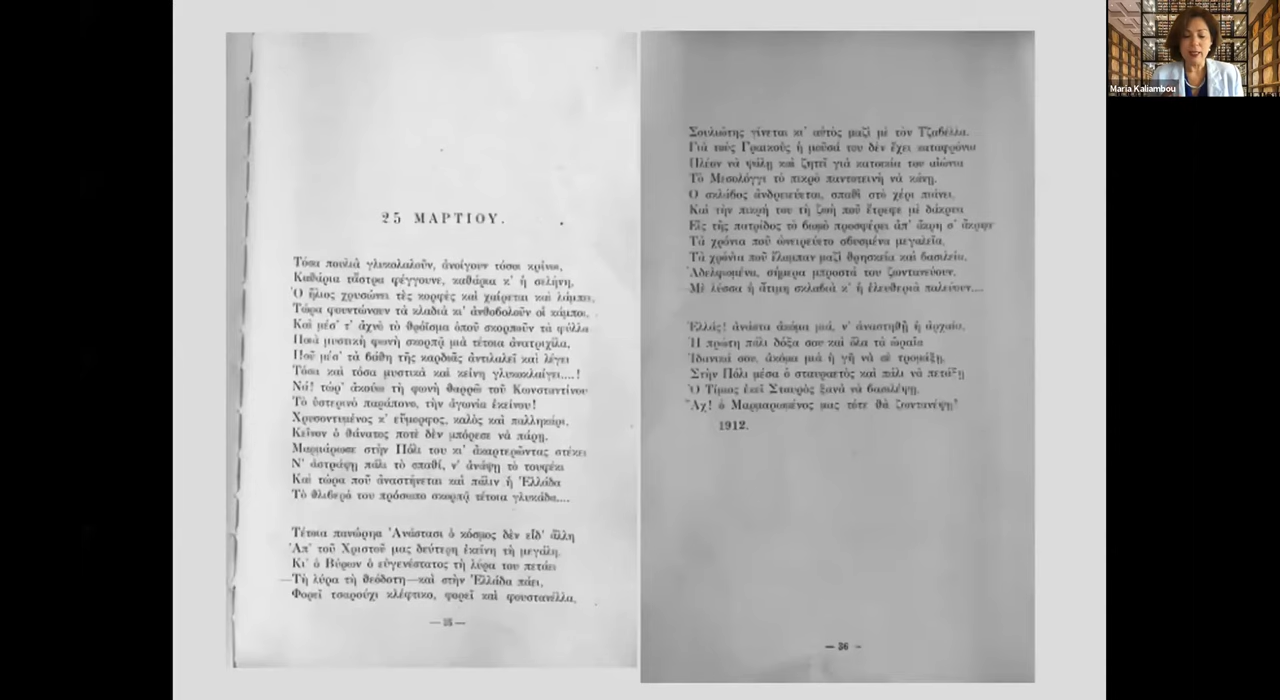 25 ΜΑΡΤΙΟΥ.
Τόσα πουλιὰ γλυκολαλοῦν, ἀνοίγουν τόσοι κρίνοι,
Καθάρια τἄστρα φέγγουνε, καθάρια κ' ἡ σελήνη,
Ὁ ἥλιος χρυσώνει τὲς κορφὲς καὶ χαίρεται καὶ λάμπει,
Τώρα φουντώνουν τὰ κλαδιὰ κι' ἀνθοβολοῦν οἱ κάμποι,
Καὶ μέσ' τ' ἀχνὸ τὸ θρόϊσμα ὁποῦ σκορποῦν τὰ φύλλα
Ποιὰ μυστικὴ φωνὴ σκορπᾷ μιὰ τέτοια ἀνατριχίλα,
Ποῦ μέσ' τὰ βάθη τῆς καρδιᾶς ἀντιλαλεῖ καὶ λέγει
Τόσα καὶ τόσα μυστικὰ καὶ κείνη γλυκοκλαίγει....!
Νά! τώρ' ἀκούω τὴ φωνὴ θαρρῶ τοῦ Κωνσταντίνου
Τὸ ὑστερινὸ παράπονο, τὴν ἀγωνία ἐκείνου!
Χρυσοντυμένος κ' εὔμορφος, καλὸς καὶ παλληκάρι,
Κεῖνον ὁ θάνατος ποτὲ δὲν μπόρεσε νὰ πάρῃ,
Μαρμάρωσε στὴν Πόλι του κι' ἀκαρτερῶντας στέκει
Ν' ἀστράψῃ πάλι τὸ σπαθί, ν' ἀνάψῃ τὸ τουφέκι
Καὶ τώρα ποῦ ἀναστήνεται καὶ πάλιν ἡ Ἑλλάδα
Τὸ θλιβερό του πρόσωπο σκορπᾷ τέτοια γλυκάδα....
Τέτοια πανώρηα Ἀνάστασι ὁ κόσμος δὲν εἶδ' ἄλλη
Ἀπ' τοῦ Χριστοῦ μας δεύτερη ἐκείνη τὴ μεγάλη,
Κι' ὁ Βύρων ὁ εὐγενέστατος τὴ λύρα του πετάει
—Τὴ λύρα τὴ θεόδοτη—καὶ στὴν Ἑλλάδα πάει,
Φορεῖ τσαρούχι κλέφτικο, φορεῖ καὶ φουστανέλλα,
Σουλιώτης γίνεται κι' αὐτὸς μαζὶ μὲ τὸν Τζαβέλλα.
Γιὰ τοὺς Γραικοὺς ἡ μοῦσά του δὲν ἔχει καταφρόνια
Πλέον νὰ ψάλῃ καὶ ζητεῖ γιὰ κατοικία του αἰώνια
Τὸ Μεσολόγγι τὸ πικρὸ παντοτεινὴ νὰ κάνῃ.
Ὁ σκλάβος ἀνδρειεύεται, σπαθὶ στὸ χέρι πιάνει,
Καὶ τὴν πικρή του τὴ ζωὴ ποῦ ἔτρεφε μὲ δάκρυα
Εἰς τῆς πατρίδος τὸ βωμὸ προσφέρει ἀπ' ἄκρη σ' ἄκρηα
Τὰ χρόνια ποῦ ὠνειρεύετο σβυσμένα μεγαλεῖα,
Τὰ χρόνια ποῦ ἔλαμπαν μαζὶ θρησκεία καὶ βασιλεία,
Ἀδελφωμένα, σήμερα μπροστά του ζωντανεύουν,
Μὲ λύσσα ἡ ἄτιμη σκλαβιὰ κ' ἡ ἐλευθεριὰ παλεύουν....
Ἑλλάς! ἀνάστα ἀκόμα μιά, ν' ἀναστηθῇ ἡ ἀρχαία,
Ἡ πρώτη πάλι δόξα σου καὶ ὅλα τὰ ὡραῖα
Ἰδανικά σου, ἀκόμα μιὰ ἡ γῆ νὰ σὲ τρομάξῃ,
Στὴν Πόλι μέσα ὁ σταυραετὸς καὶ πάλι νὰ πετάξῃ
Ὁ Τίμιος ἐκεῖ Σταυρὸς ξανὰ νὰ βασιλέψῃ,
Ἄχ! ὁ Μαρμαρωμένος μας τότε θὰ ζωντανέψῃ!
1912.
— 36 —
Maria Kaliambou